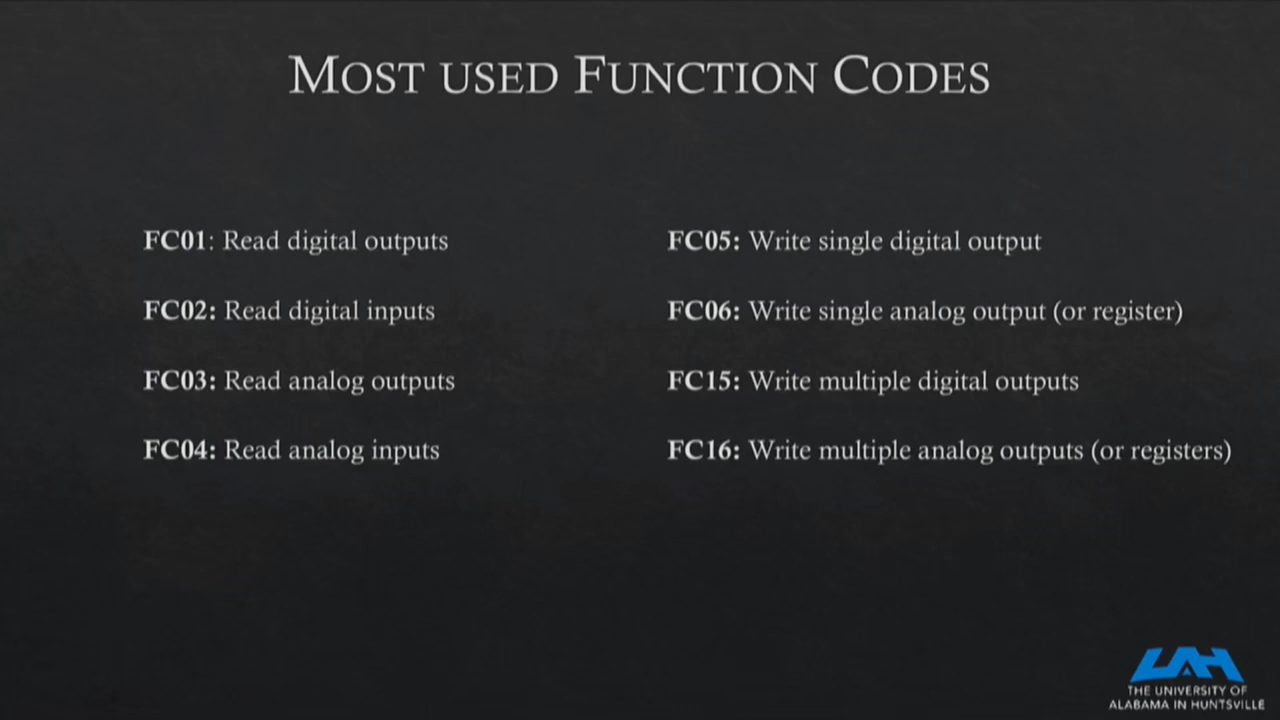 MOST USED FUNCTION CODES
FC01: Read digital outputs
FC02: Read digital inputs
FC03: Read analog outputs
FC04: Read analog inputs
FC05: Write single digital output
FC06: Write single analog output (or register)
FC15: Write multiple digital outputs
FC16: Write multiple analog outputs (or registers)
UAH
THE UNIVERSITY OF
ALABAMA IN HUNTSVILLE